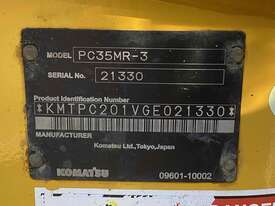 MODEL PC35MR-3
SERIAL No. 21330
Product Identification Number
*KMTPC201VGE021330*
MANUFACTURER
Komatsu Ltd.,Tokyo,Japan
KOMATSU
09601-10002